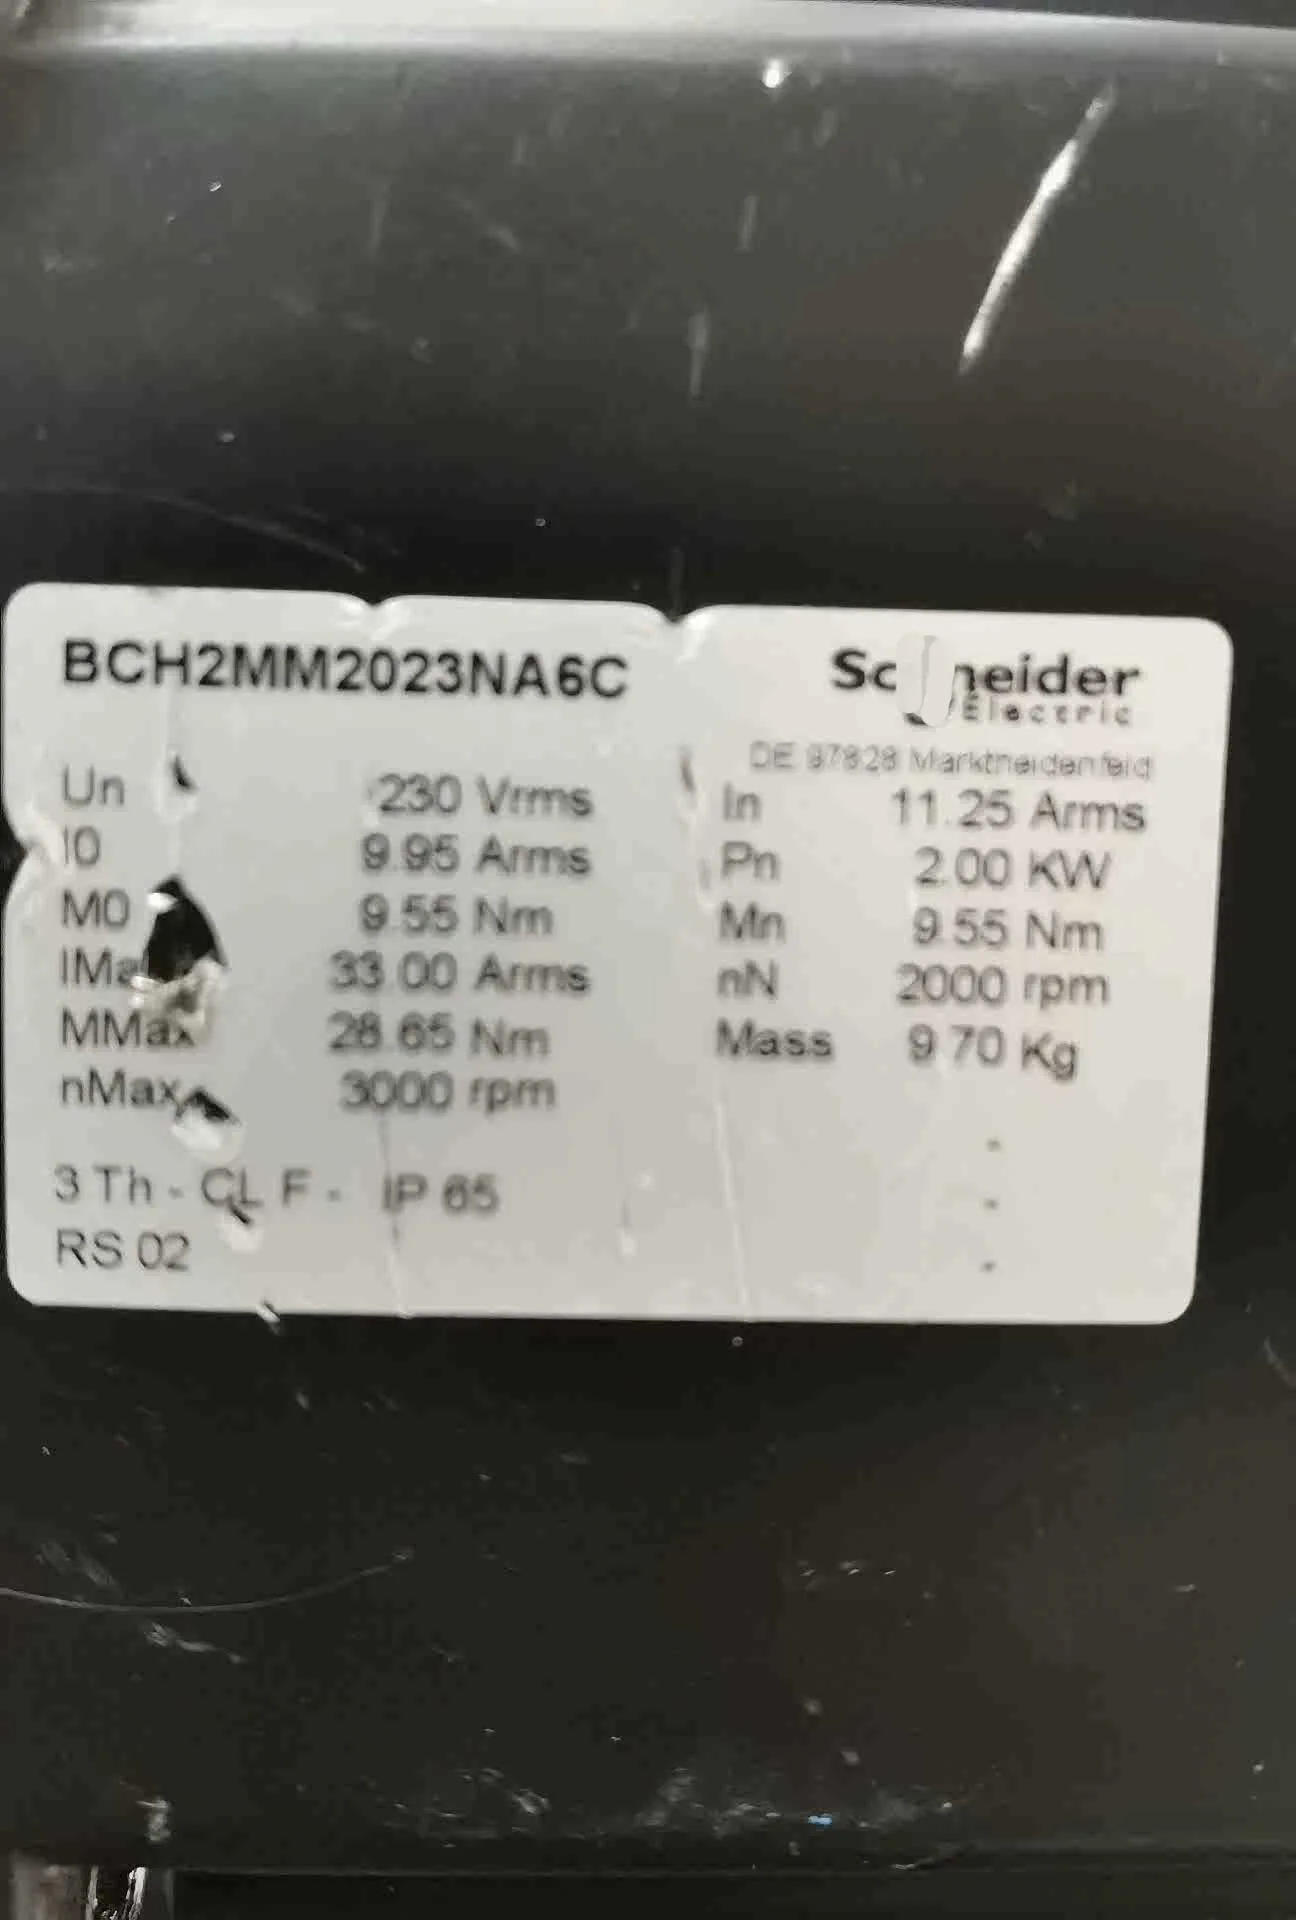 BCH2MM2023NA6C
Schneider
Electric
DE 97828 Marktheidenfeld
Un 230 Vrms In 11.25 Arms
I0 9.95 Arms Pn 2.00 KW
M0 9.55 Nm Mn 9.55 Nm
IMa 33.00 Arms nN 2000 rpm
MMax 28.65 Nm Mass 9.70 Kg
nMax 3000 rpm
3 Th - CL F - IP 65
RS 02